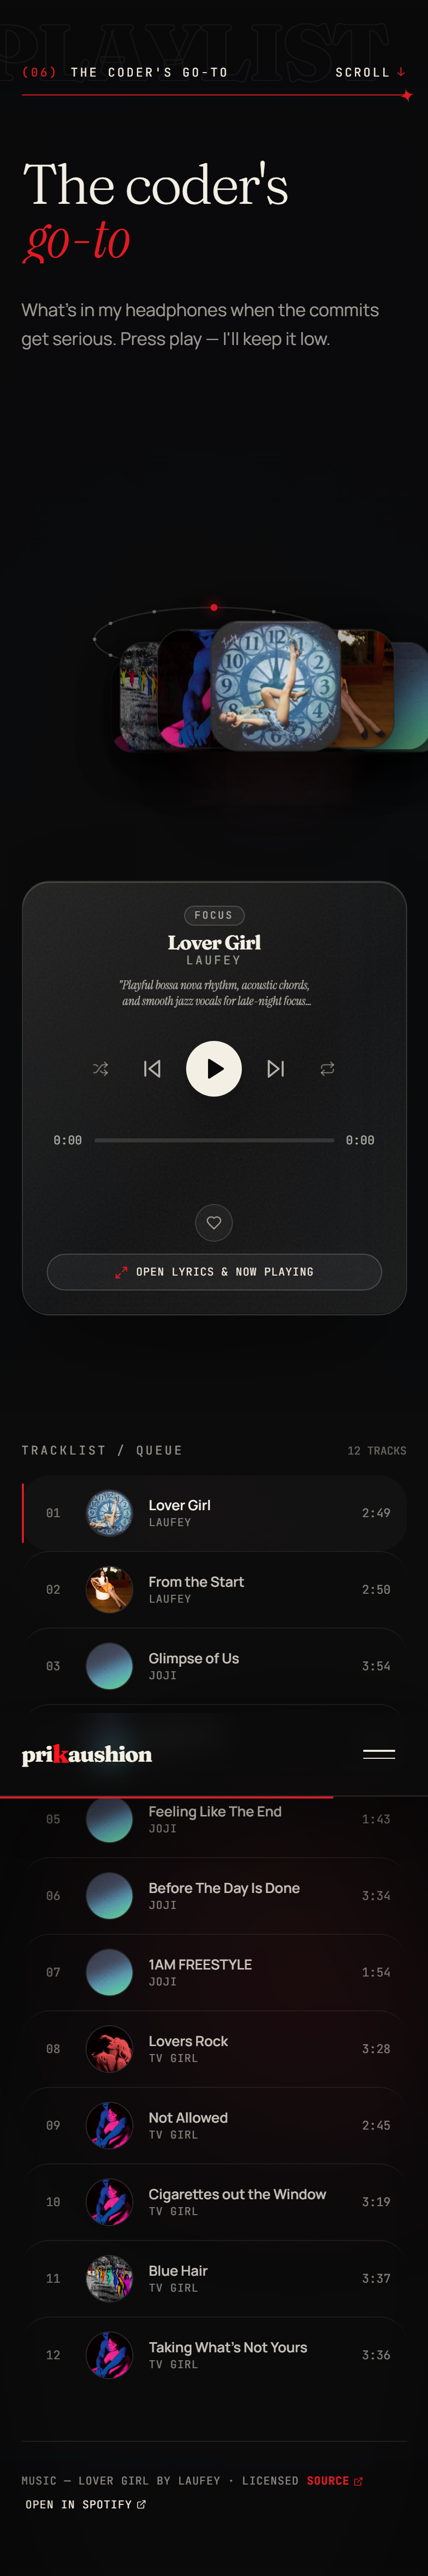 PLAYLIST
(06) THE CODER'S GO-TO SCROLL ↓
The coder's
go-to
What's in my headphones when the commits
get serious. Press play — I'll keep it low.
FOCUS
Lover Girl
LAUFEY
"Playful bossa nova rhythm, acoustic chords,
and smooth jazz vocals for late-night focus...
0:00 0:00
OPEN LYRICS & NOW PLAYING
TRACKLIST / QUEUE 12 TRACKS
01 Lover Girl 2:49
LAUFEY
02 From the Start 2:50
LAUFEY
03 Glimpse of Us 3:54
JOJI
prikaushion
05 Feeling Like The End 1:43
JOJI
06 Before The Day Is Done 3:34
JOJI
07 1AM FREESTYLE 1:54
JOJI
08 Lovers Rock 3:28
TV GIRL
09 Not Allowed 2:45
TV GIRL
10 Cigarettes out the Window 3:19
TV GIRL
11 Blue Hair 3:37
TV GIRL
12 Taking What's Not Yours 3:36
TV GIRL
MUSIC — LOVER GIRL BY LAUFEY · LICENSED SOURCE
OPEN IN SPOTIFY